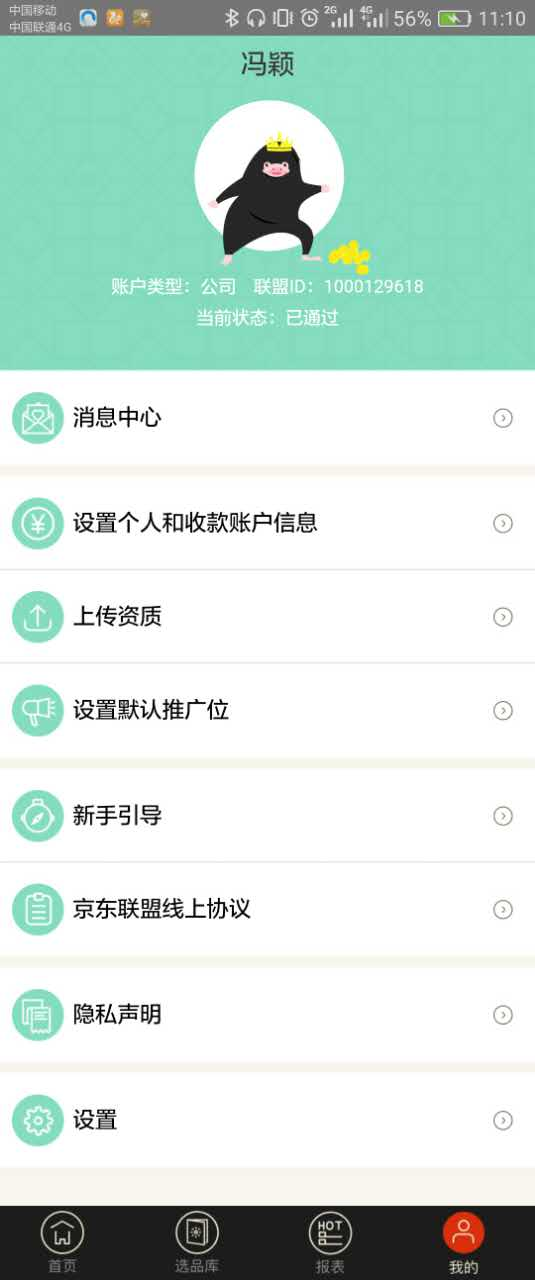 中国移动
中国联通4G
2G
4G
56%
11:10
冯颖
账户类型：公司 联盟ID：1000129618
当前状态：已通过
消息中心
设置个人和收款账户信息
上传资质
设置默认推广位
新手引导
京东联盟线上协议
隐私声明
设置
HOT
首页 选品库 报表 我的